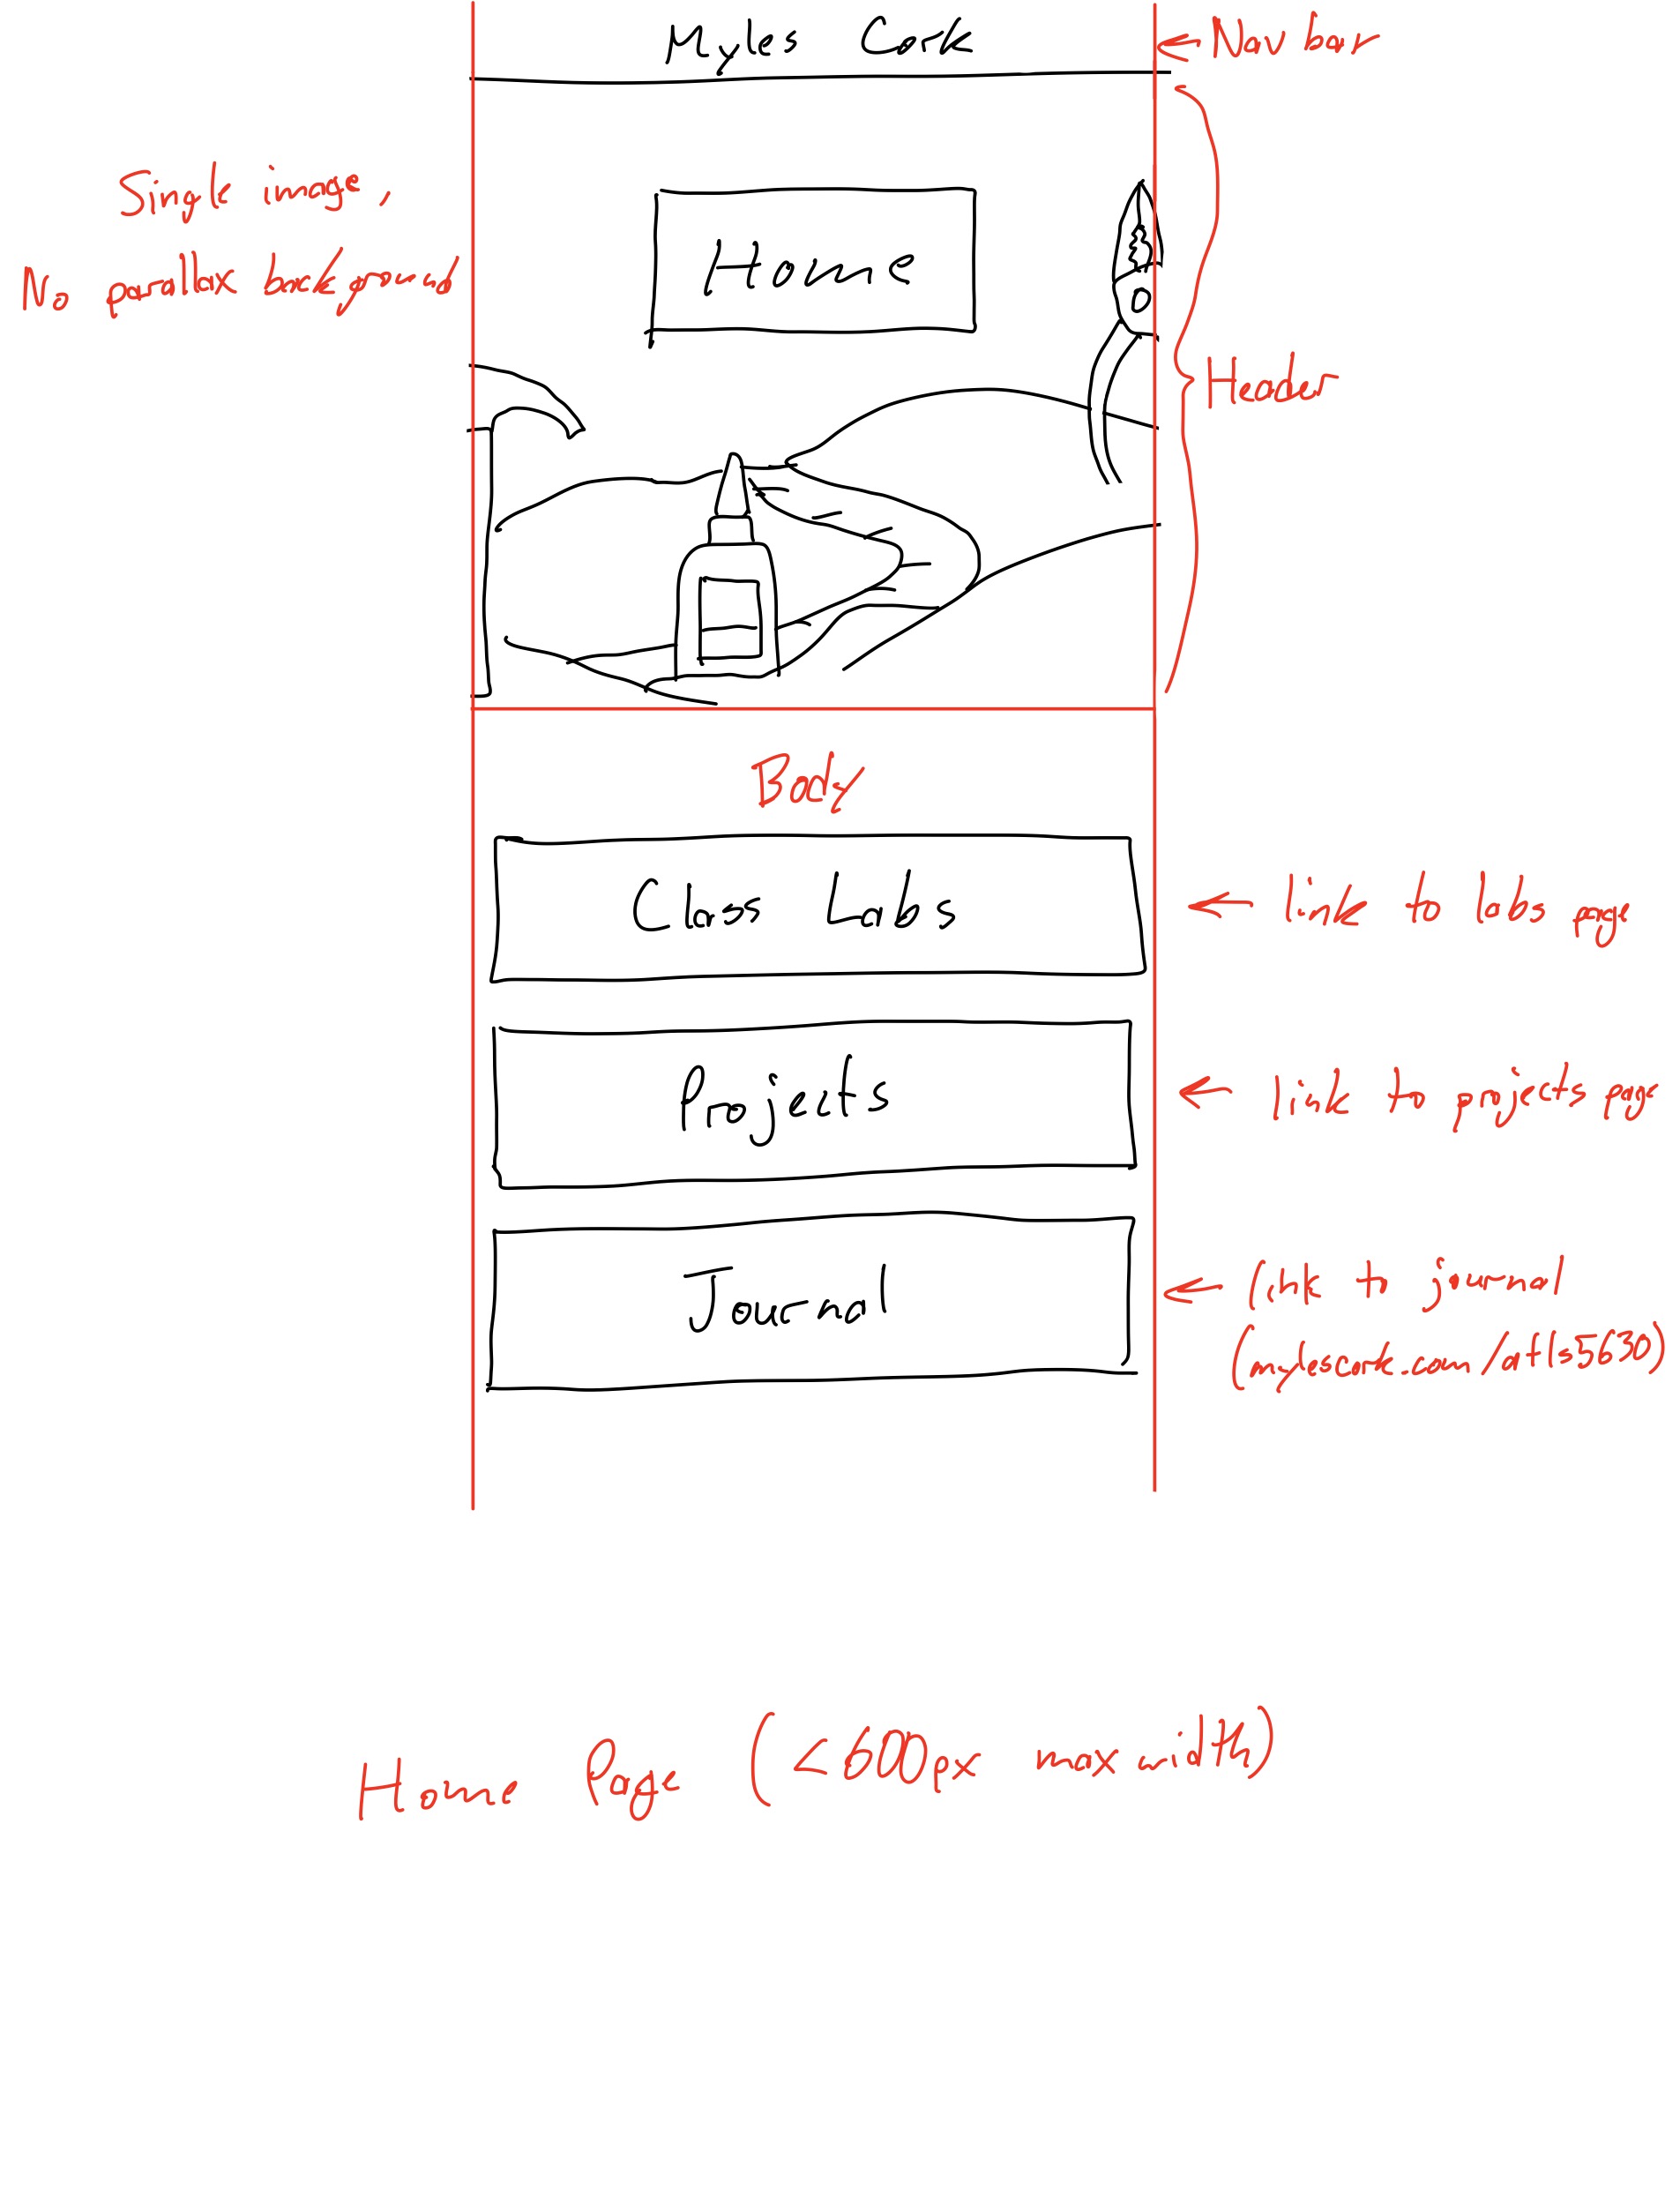 Myles Cork
← Nav bar
Single image,
No parallax background
Home
Header
Body
Class Labs
← link to labs page
Projects
← link to projects page
Journal
← link to journal
(mylescork.com/atls5630)
Home Page (<600px max width)